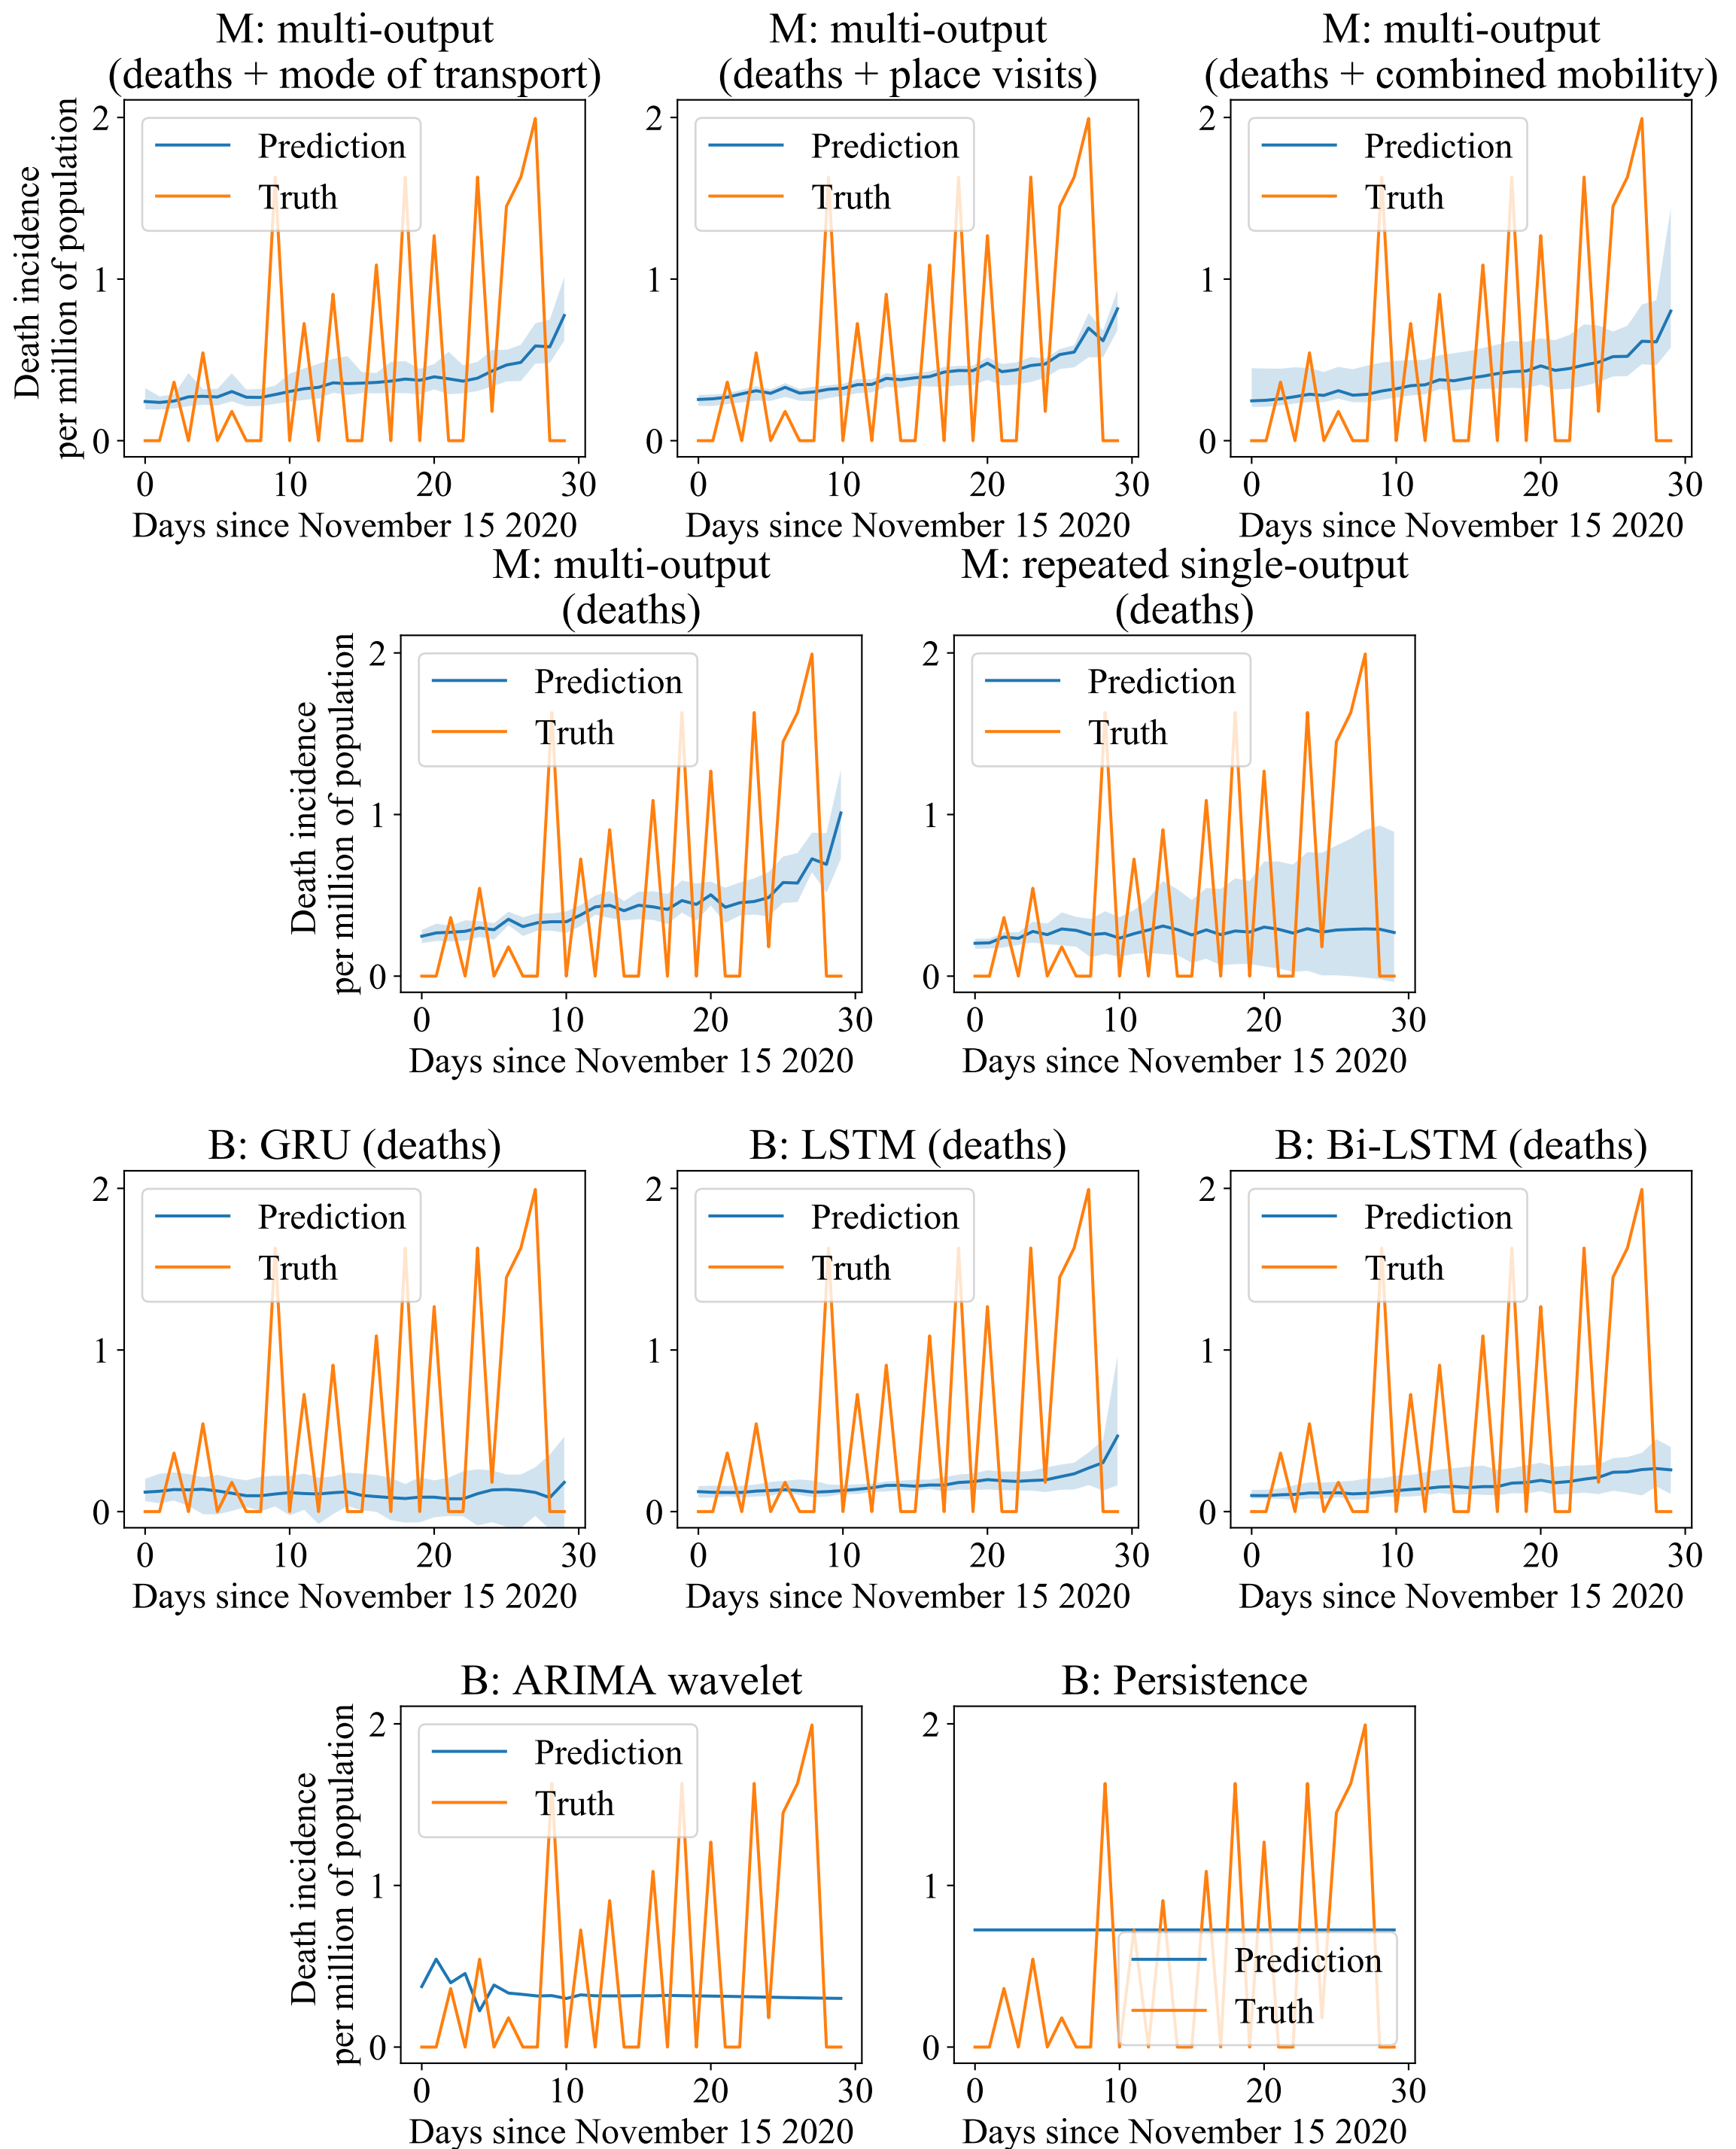 M: multi-output
(deaths + mode of transport)
M: multi-output
(deaths + place visits)
M: multi-output
(deaths + combined mobility)
Death incidence
per million of population
2
1
0
Prediction
Truth
0 10 20 30
Days since November 15 2020
2
1
0
Prediction
Truth
0 10 20 30
Days since November 15 2020
2
1
0
Prediction
Truth
0 10 20 30
Days since November 15 2020
M: multi-output
(deaths)
M: repeated single-output
(deaths)
Death incidence
per million of population
2
1
0
Prediction
Truth
0 10 20 30
Days since November 15 2020
2
1
0
Prediction
Truth
0 10 20 30
Days since November 15 2020
B: GRU (deaths)
B: LSTM (deaths)
B: Bi-LSTM (deaths)
2
1
0
Prediction
Truth
0 10 20 30
Days since November 15 2020
2
1
0
Prediction
Truth
0 10 20 30
Days since November 15 2020
2
1
0
Prediction
Truth
0 10 20 30
Days since November 15 2020
B: ARIMA wavelet
B: Persistence
Death incidence
per million of population
2
1
0
Prediction
Truth
0 10 20 30
Days since November 15 2020
2
1
0
Prediction
Truth
0 10 20 30
Days since November 15 2020